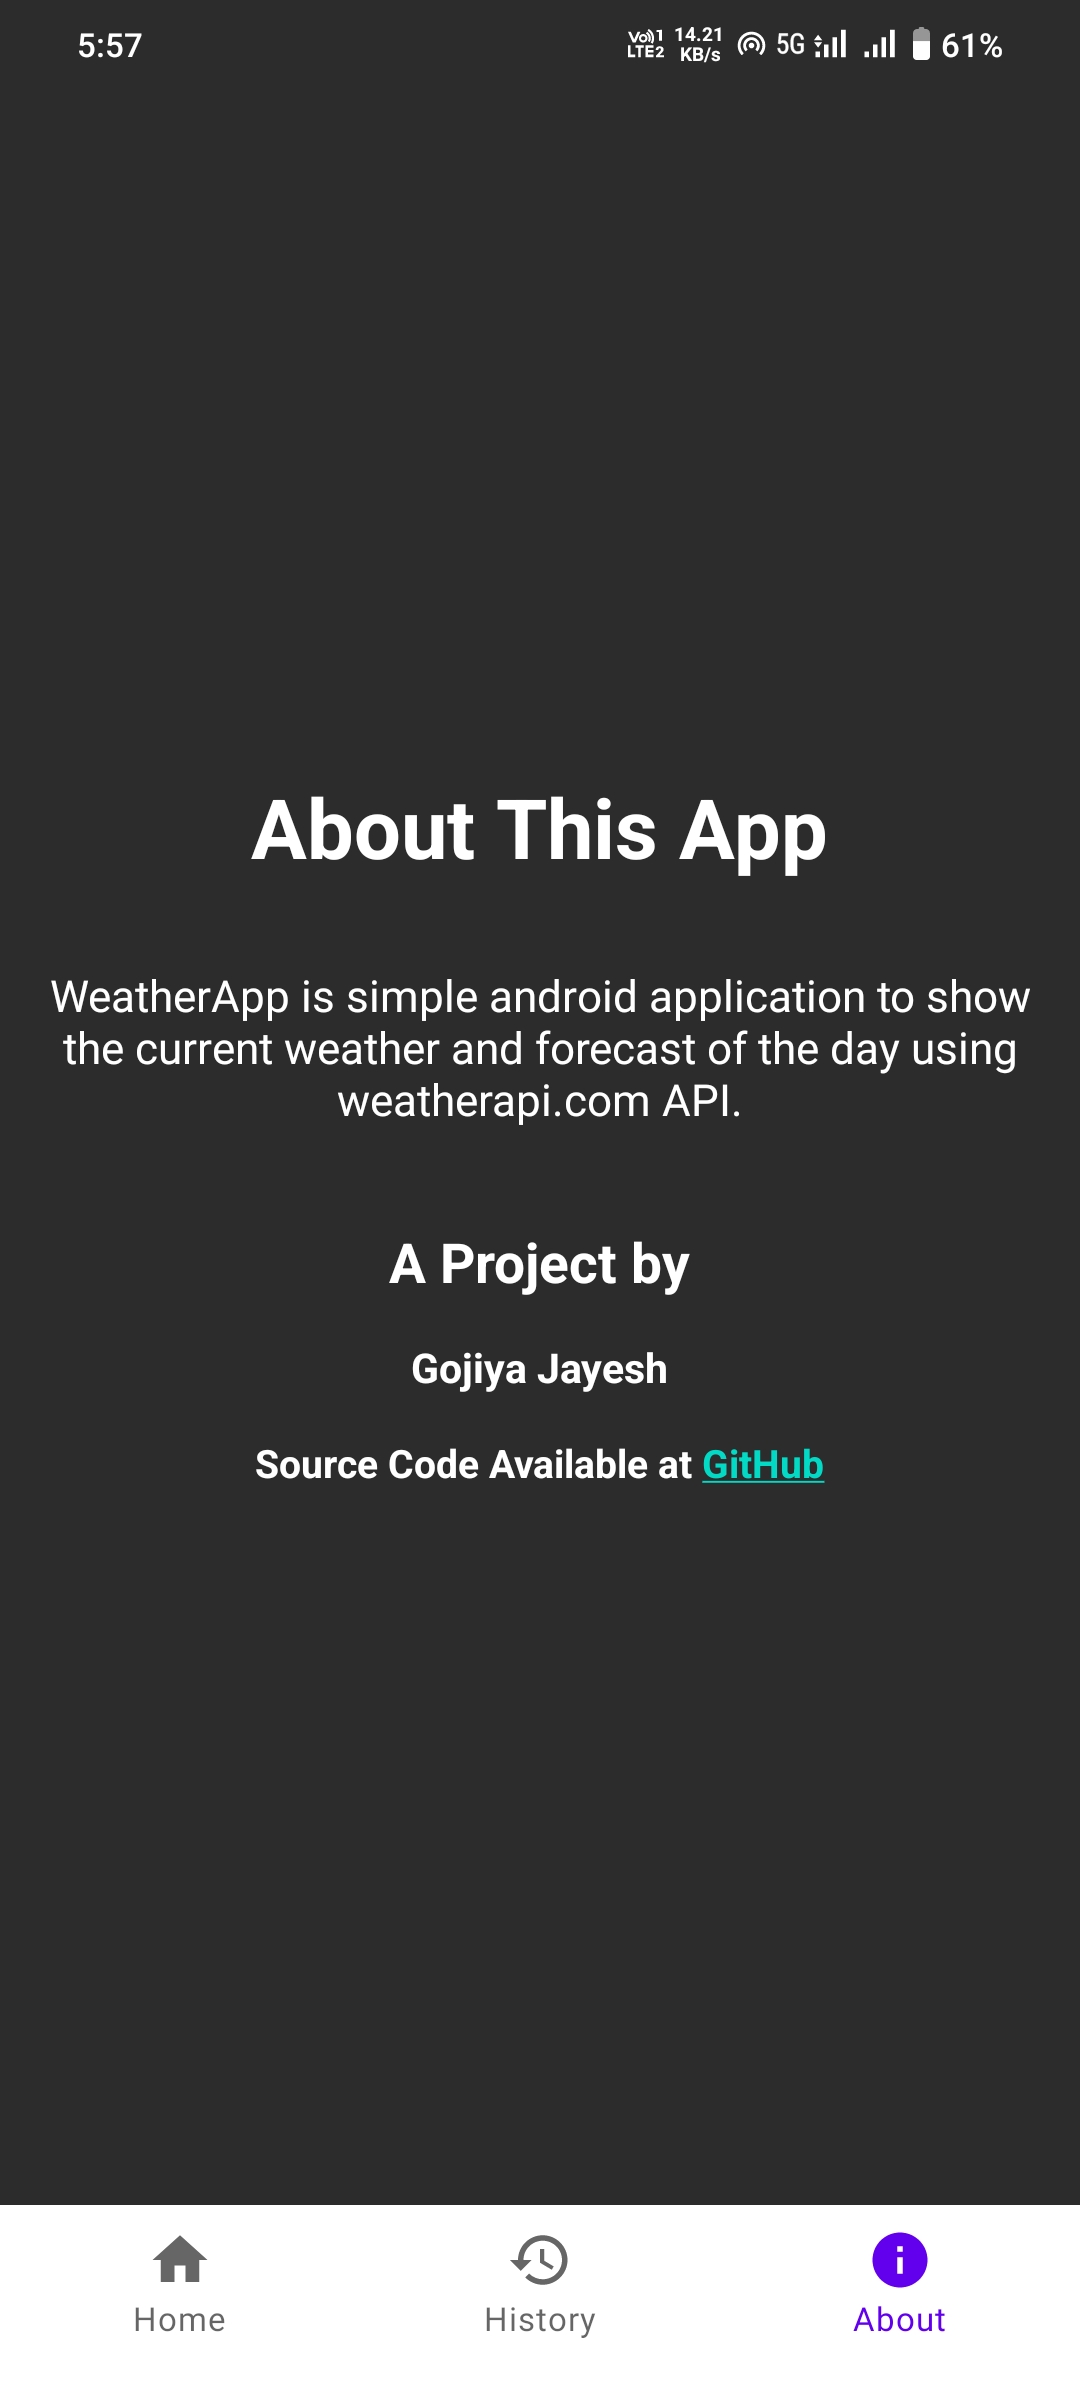 5:57 Vo)) 1 LTE2 14.21 KB/s 5G 61%
About This App
WeatherApp is simple android application to show
the current weather and forecast of the day using
weatherapi.com API.
A Project by
Gojiya Jayesh
Source Code Available at GitHub
Home History About